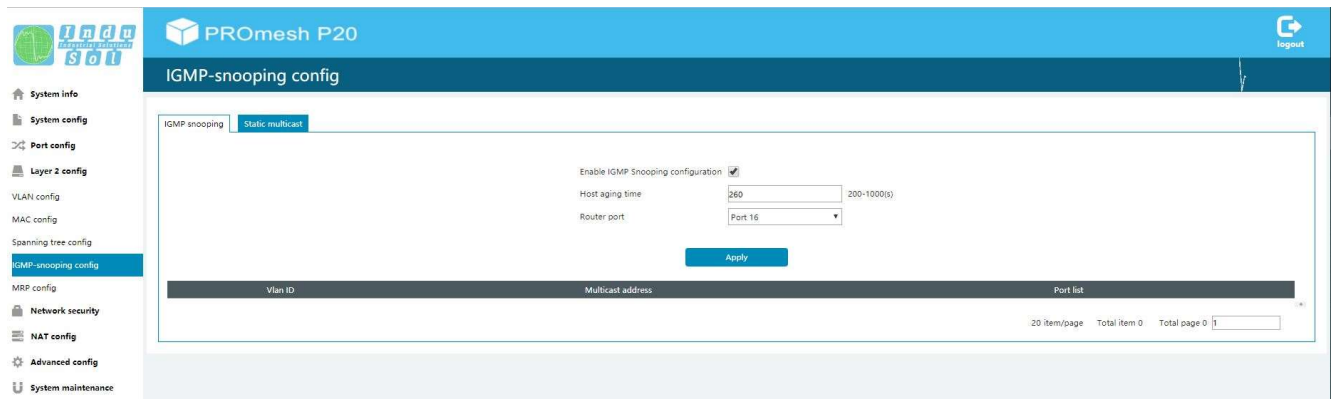 Indu
Industrial Solutions
Sol
PROmesh P20
logout
IGMP-snooping config
System info
System config
Port config
Layer 2 config
VLAN config
MAC config
Spanning tree config
IGMP-snooping config
MRP config
Network security
NAT config
Advanced config
System maintenance
IGMP snooping Static multicast
Enable IGMP Snooping configuration
Host aging time 260 200-1000(s)
Router port Port 16
Apply
Vlan ID Multicast address Port list
20 item/page Total item 0 Total page 0 1